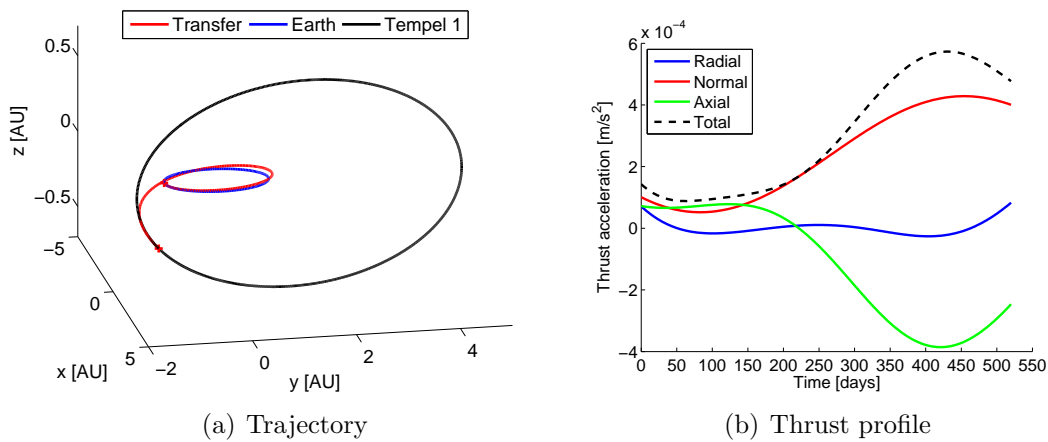 Transfer Earth Tempel 1
0.5
0
−0.5
z [AU]
−5
0
5
x [AU]
−2
0
2
4
y [AU]
(a) Trajectory
x 10⁻⁴
6
4
2
0
−2
−4
Thrust acceleration [m/s²]
Radial
Normal
Axial
Total
0 50 100 150 200 250 300 350 400 450 500 550
Time [days]
(b) Thrust profile